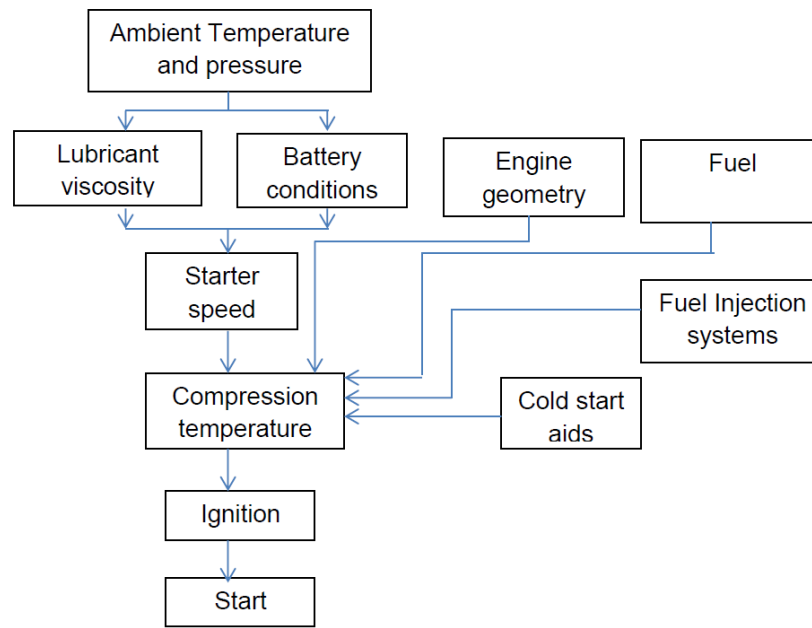 Ambient Temperature
and pressure
Lubricant
viscosity
Battery
conditions
Engine
geometry
Fuel
Starter
speed
Fuel Injection
systems
Compression
temperature
Cold start
aids
Ignition
Start